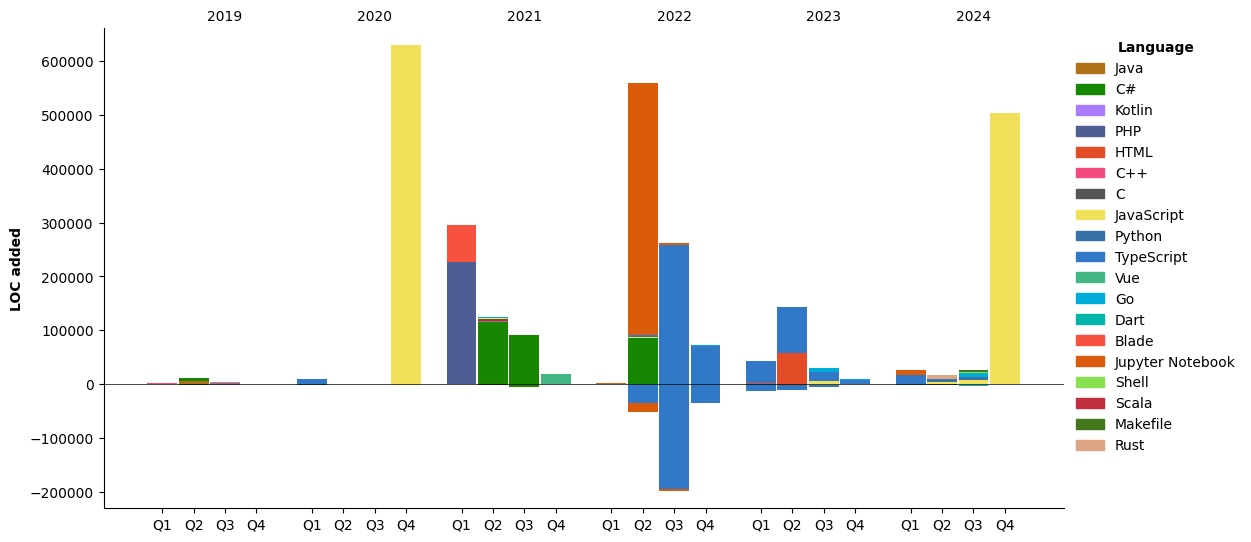 2019 2020 2021 2022 2023 2024
LOC added
600000
500000
400000
300000
200000
100000
0
−100000
−200000
Q1 Q2 Q3 Q4 Q1 Q2 Q3 Q4 Q1 Q2 Q3 Q4 Q1 Q2 Q3 Q4 Q1 Q2 Q3 Q4 Q1 Q2 Q3 Q4
Language
Java
C#
Kotlin
PHP
HTML
C++
C
JavaScript
Python
TypeScript
Vue
Go
Dart
Blade
Jupyter Notebook
Shell
Scala
Makefile
Rust